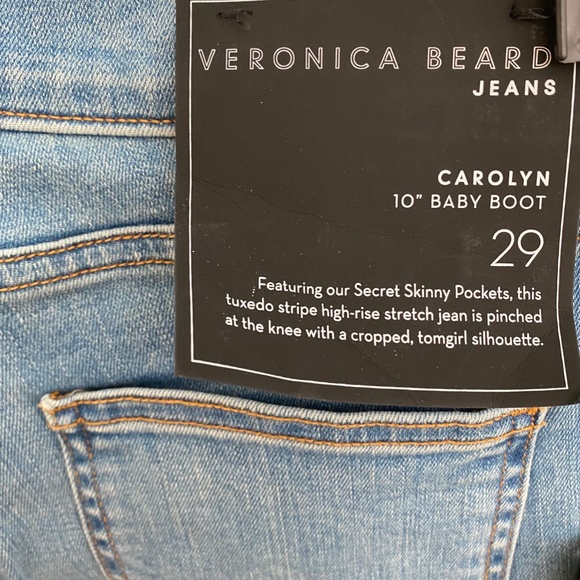 VERONICA BEARD
JEANS
CAROLYN
10” BABY BOOT
29
Featuring our Secret Skinny Pockets, this
tuxedo stripe high-rise stretch jean is pinched
at the knee with a cropped, tomgirl silhouette.